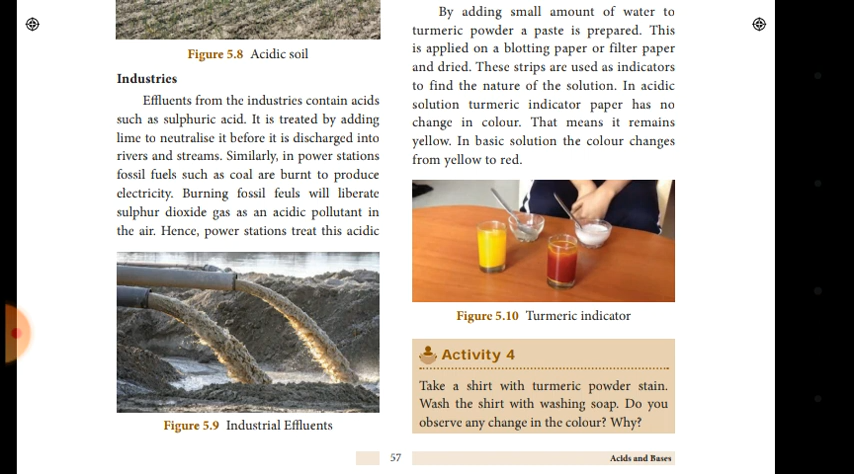 Figure 5.8 Acidic soil
Industries
Effluents from the industries contain acids
such as sulphuric acid. It is treated by adding
lime to neutralise it before it is discharged into
rivers and streams. Similarly, in power stations
fossil fuels such as coal are burnt to produce
electricity. Burning fossil feuls will liberate
sulphur dioxide gas as an acidic pollutant in
the air. Hence, power stations treat this acidic
Figure 5.9 Industrial Effluents
By adding small amount of water to
turmeric powder a paste is prepared. This
is applied on a blotting paper or filter paper
and dried. These strips are used as indicators
to find the nature of the solution. In acidic
solution turmeric indicator paper has no
change in colour. That means it remains
yellow. In basic solution the colour changes
from yellow to red.
Figure 5.10 Turmeric indicator
Activity 4
Take a shirt with turmeric powder stain.
Wash the shirt with washing soap. Do you
observe any change in the colour? Why?
57
Acids and Bases